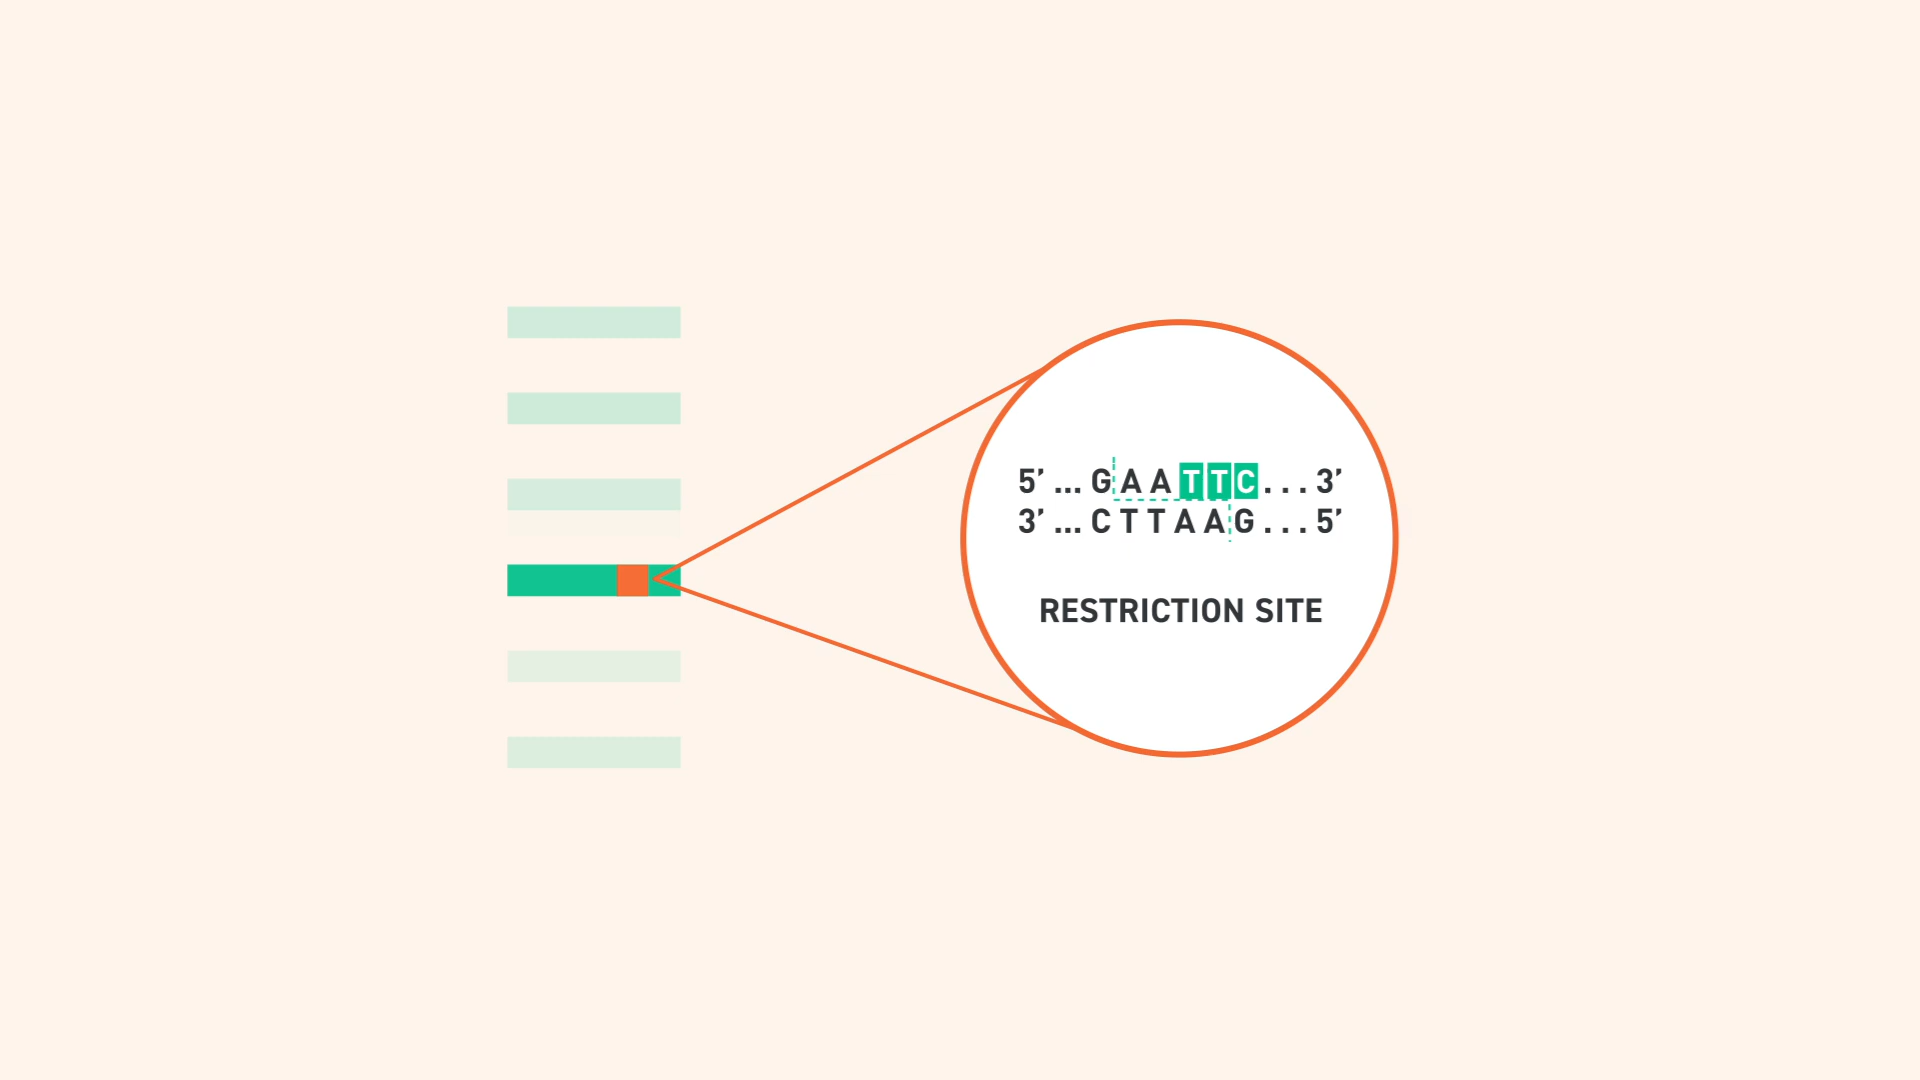 5’ ... G A A T T C . . . 3’
3’ ... C T T A A G . . . 5’
RESTRICTION SITE